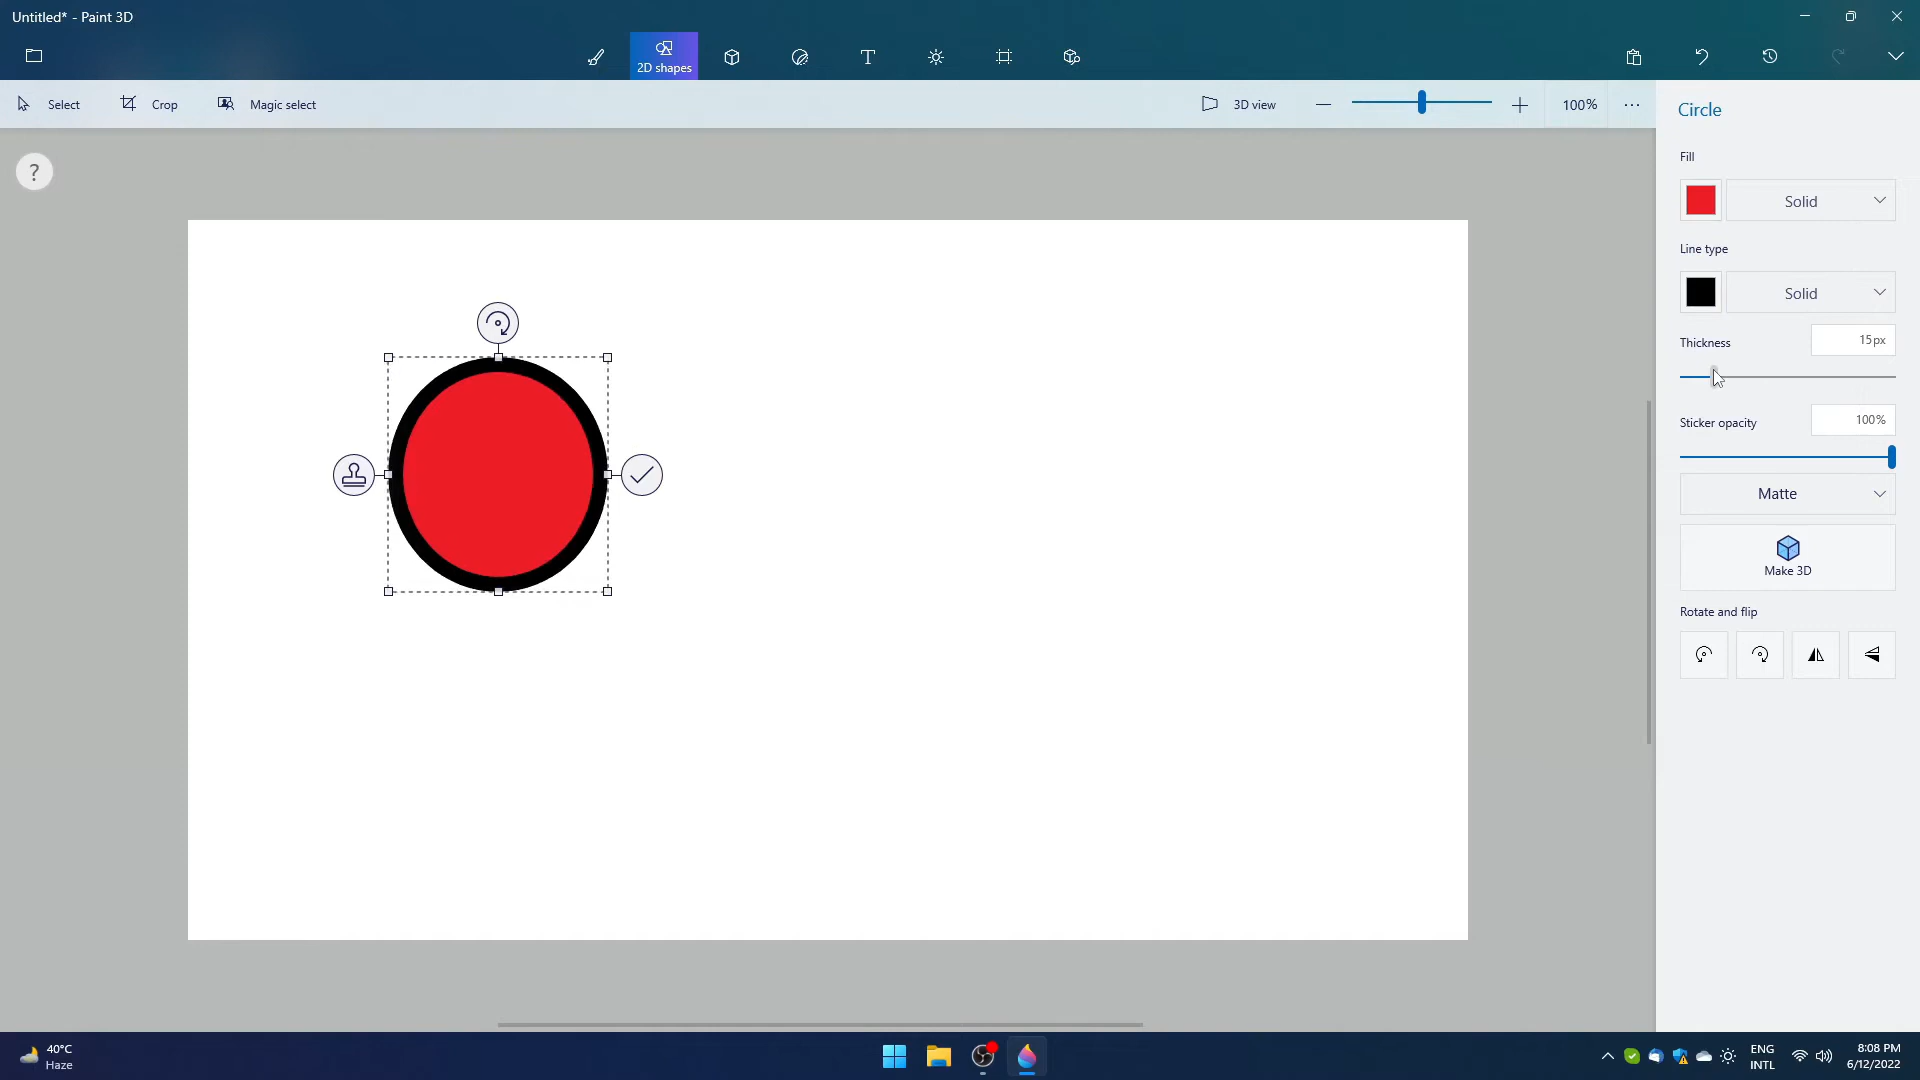 Untitled* - Paint 3D
2D shapes
Select
Crop
Magic select
3D view
100%
Circle
?
Fill
Solid
Line type
Solid
Thickness
15px
Sticker opacity
100%
Matte
Make 3D
Rotate and flip
40°C
Haze
ENG
INTL
8:08 PM
6/12/2022